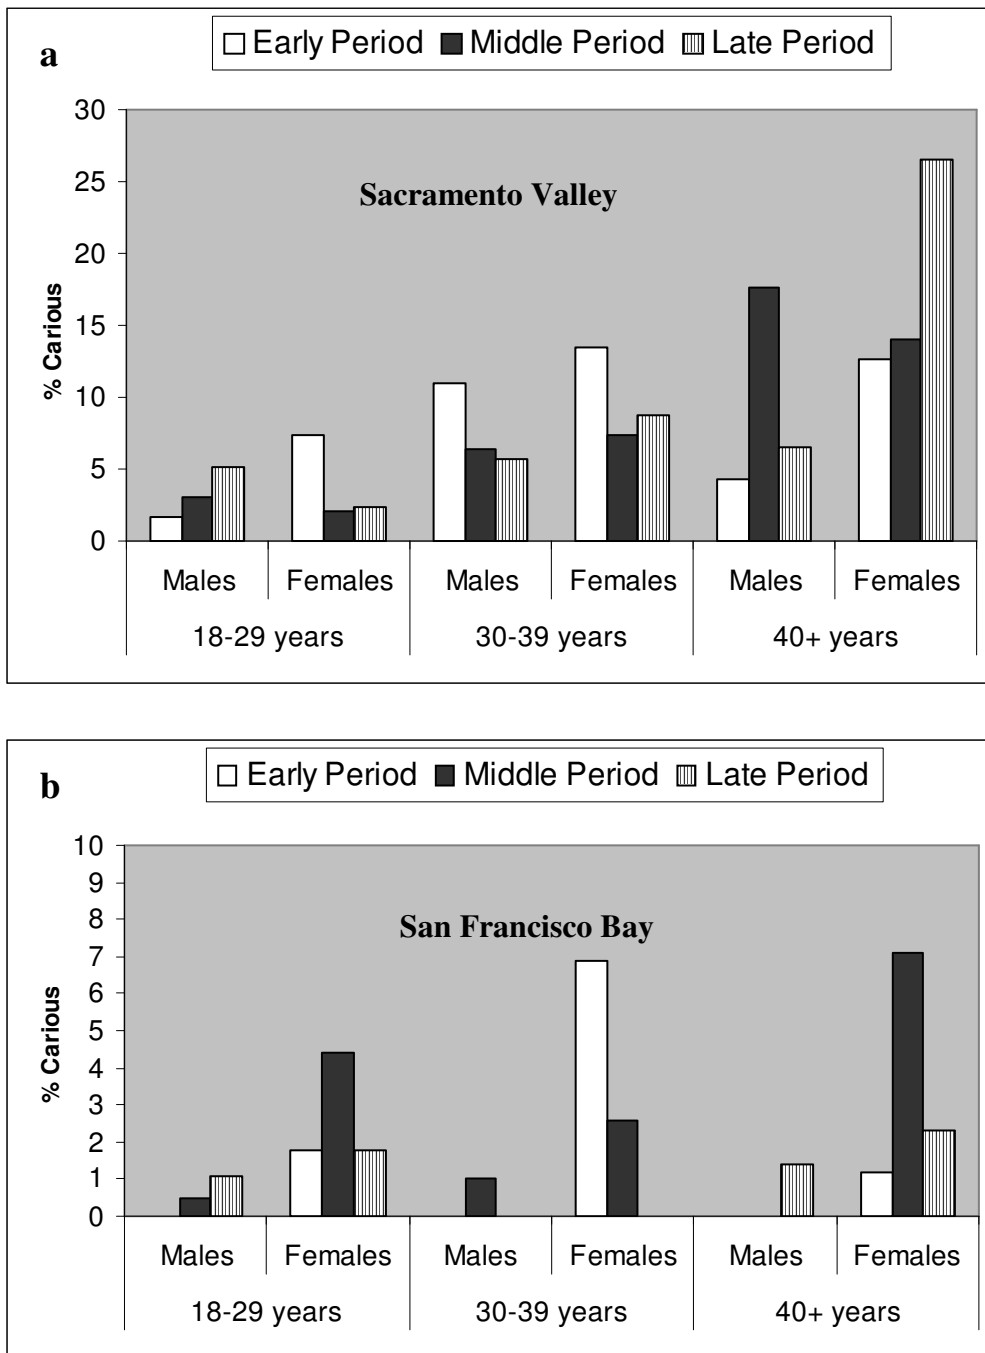 a
Early Period Middle Period Late Period
30
25
20
15
10
5
0
% Carious
Sacramento Valley
Males Females Males Females Males Females
18-29 years 30-39 years 40+ years
b
Early Period Middle Period Late Period
10
9
8
7
6
5
4
3
2
1
0
% Carious
San Francisco Bay
Males Females Males Females Males Females
18-29 years 30-39 years 40+ years